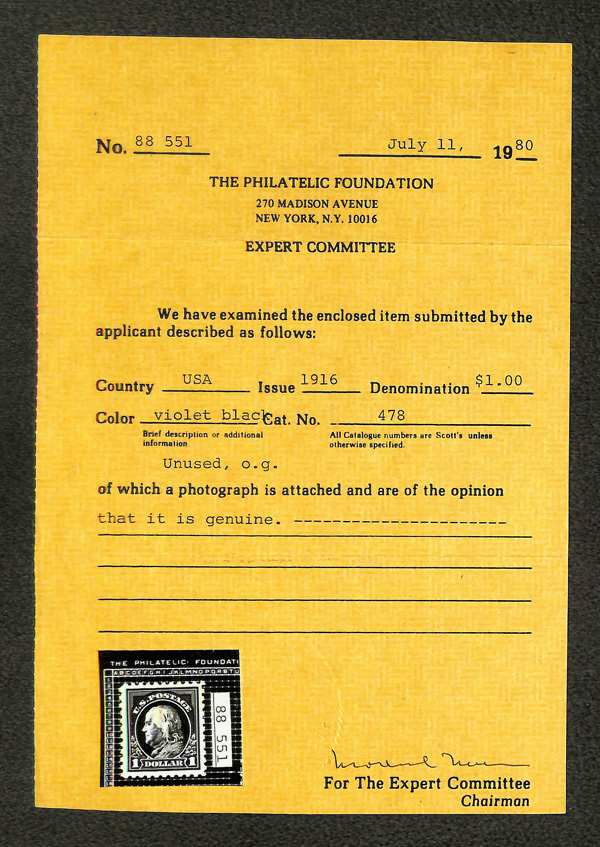 No. 88 551 July 11, 1980
THE PHILATELIC FOUNDATION
270 MADISON AVENUE
NEW YORK, N.Y. 10016
EXPERT COMMITTEE
We have examined the enclosed item submitted by the
applicant described as follows:
Country USA Issue 1916 Denomination $1.00
Color violet black Cat. No. 478
Brief description or additional All Catalogue numbers are Scott's unless
information otherwise specified.
Unused, o.g.
of which a photograph is attached and are of the opinion
that it is genuine. ----------------------
THE PHILATELIC FOUNDATI
ABCDEFGHIJKLMNOPQRSTU
U.S. POSTAGE
88 551
1 DOLLAR 1
For The Expert Committee
Chairman